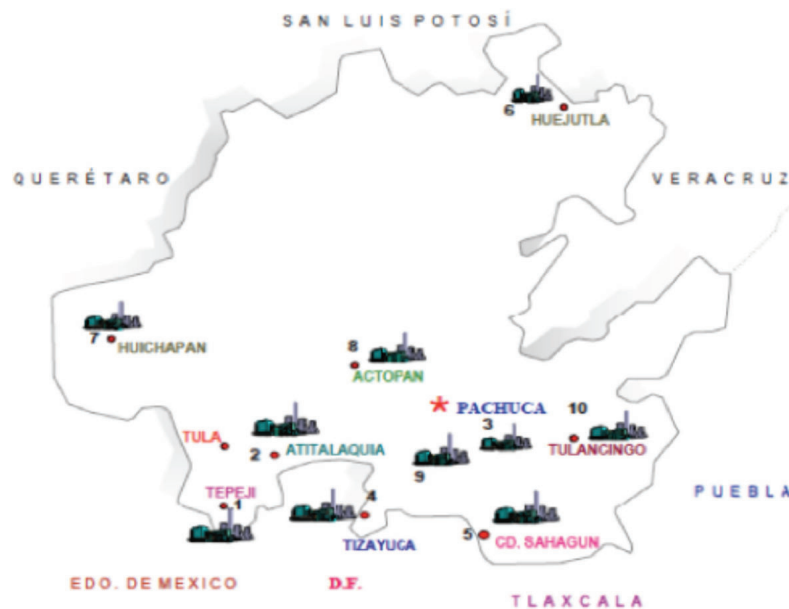 SAN LUIS POTOSÍ
6
HUEJUTLA
QUERÉTARO
VERACRUZ
7
HUICHAPAN
8
ACTOPAN
* PACHUCA
10
3
TULA
2
ATITALAQUIA
TULANCINGO
9
TEPEJI
1
4
PUEBLA
TIZAYUCA
5
CD. SAHAGUN
EDO. DE MEXICO
D.F.
TLAXCALA